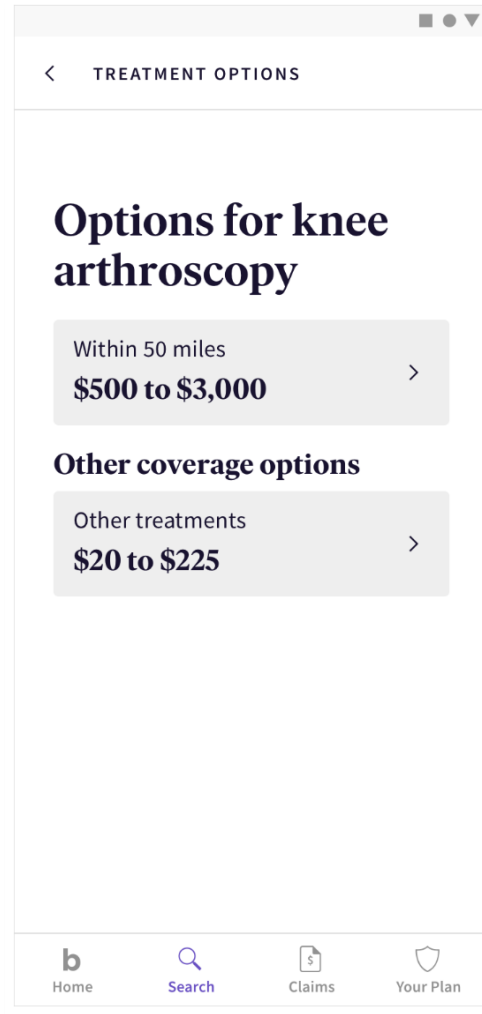 TREATMENT OPTIONS
Options for knee
arthroscopy
Within 50 miles
$500 to $3,000
Other coverage options
Other treatments
$20 to $225
b
$
Home
Search
Claims
Your Plan